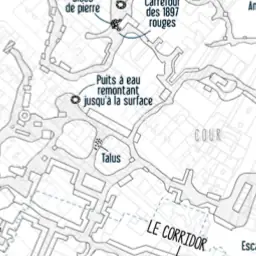 de pierre
Carrefour
des 1897
rouges
Puits à eau
remontant
jusqu'à la surface
COUR
Talus
LE CORRIDOR